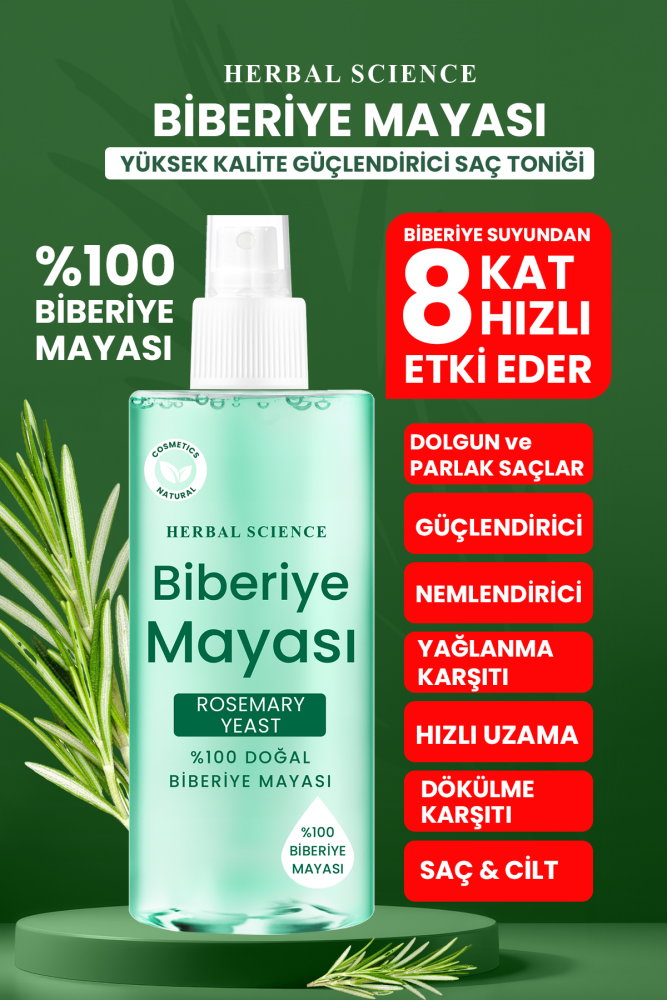 HERBAL SCIENCE
BİBERİYE MAYASI
YÜKSEK KALİTE GÜÇLENDİRİCİ SAÇ TONİĞİ
%100
BİBERİYE
MAYASI
BİBERİYE SUYUNDAN
8 KAT
HIZLI
ETKİ EDER
DOLGUN ve
PARLAK SAÇLAR
GÜÇLENDİRİCİ
NEMLENDİRİCİ
YAĞLANMA
KARŞITI
HIZLI UZAMA
DÖKÜLME
KARŞITI
SAÇ & CİLT
COSMETICS
NATURAL
HERBAL SCIENCE
Biberiye
Mayası
ROSEMARY
YEAST
%100 DOĞAL
BİBERİYE MAYASI
%100
BİBERİYE
MAYASI